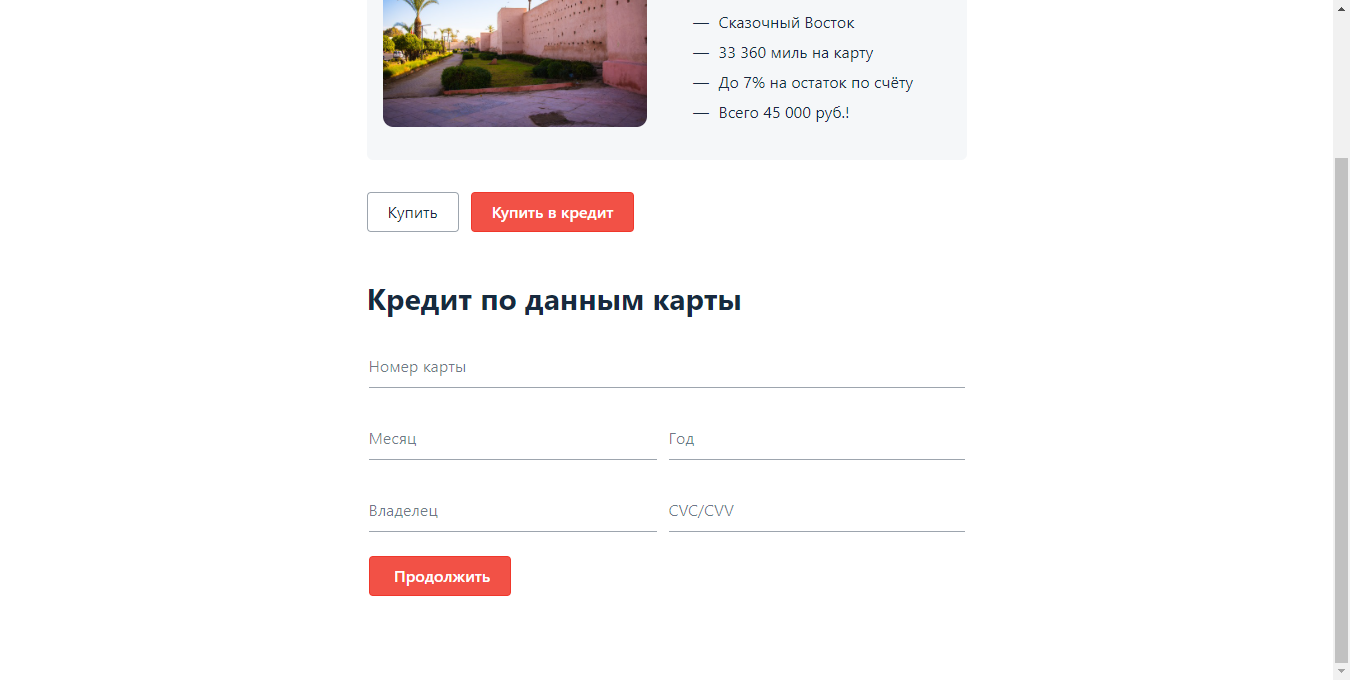 — Сказочный Восток
— 33 360 миль на карту
— До 7% на остаток по счёту
— Всего 45 000 руб.!
Купить Купить в кредит
Кредит по данным карты
Номер карты
Месяц Год
Владелец CVC/CVV
Продолжить